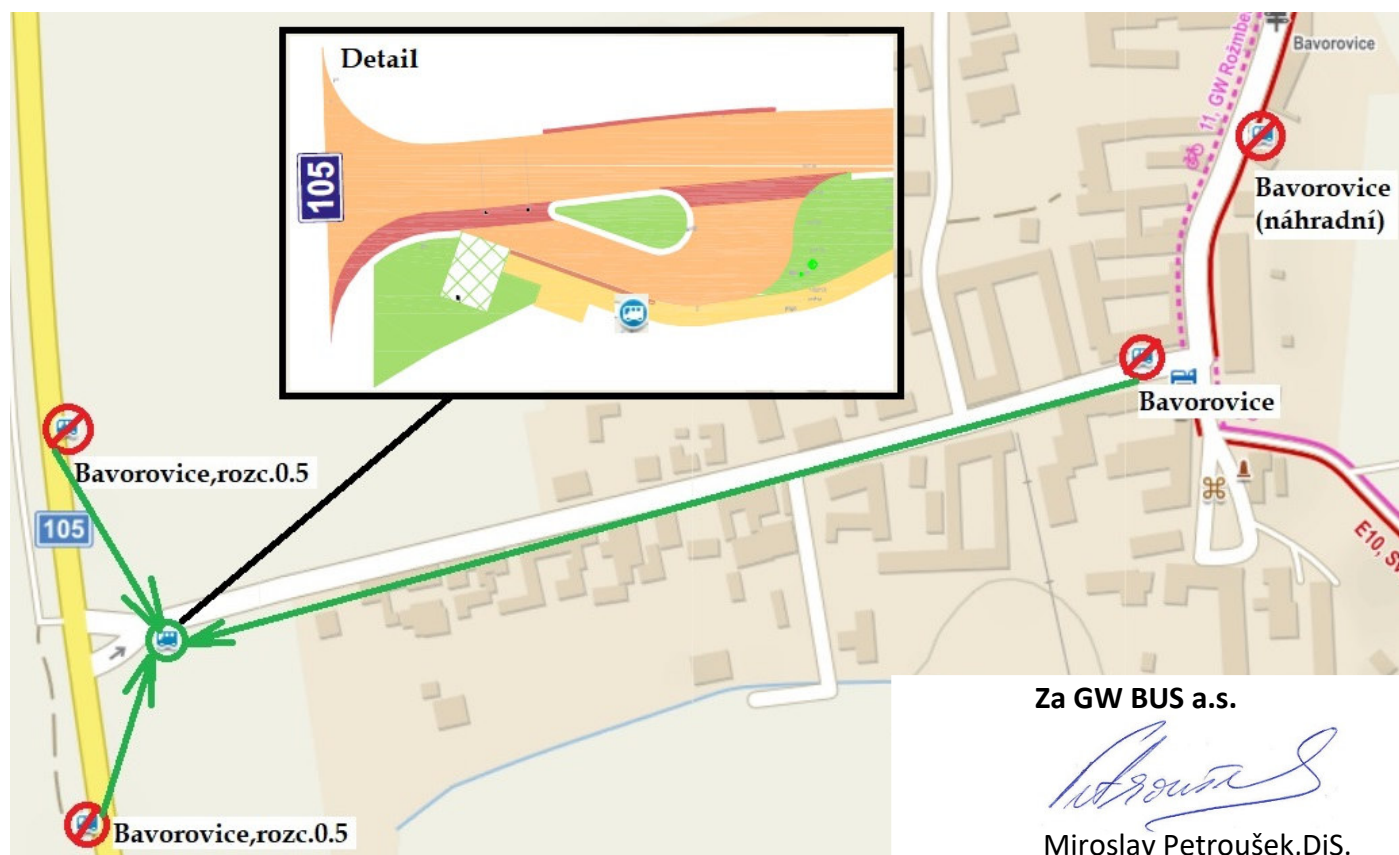 Detail
105
11, GW Rožmbe
Bavorovice
Bavorovice
(náhradní)
Bavorovice
Bavorovice,rozc.0.5
105
E10, Sv
Bavorovice,rozc.0.5
Za GW BUS a.s.
Miroslav Petroušek.DiS.